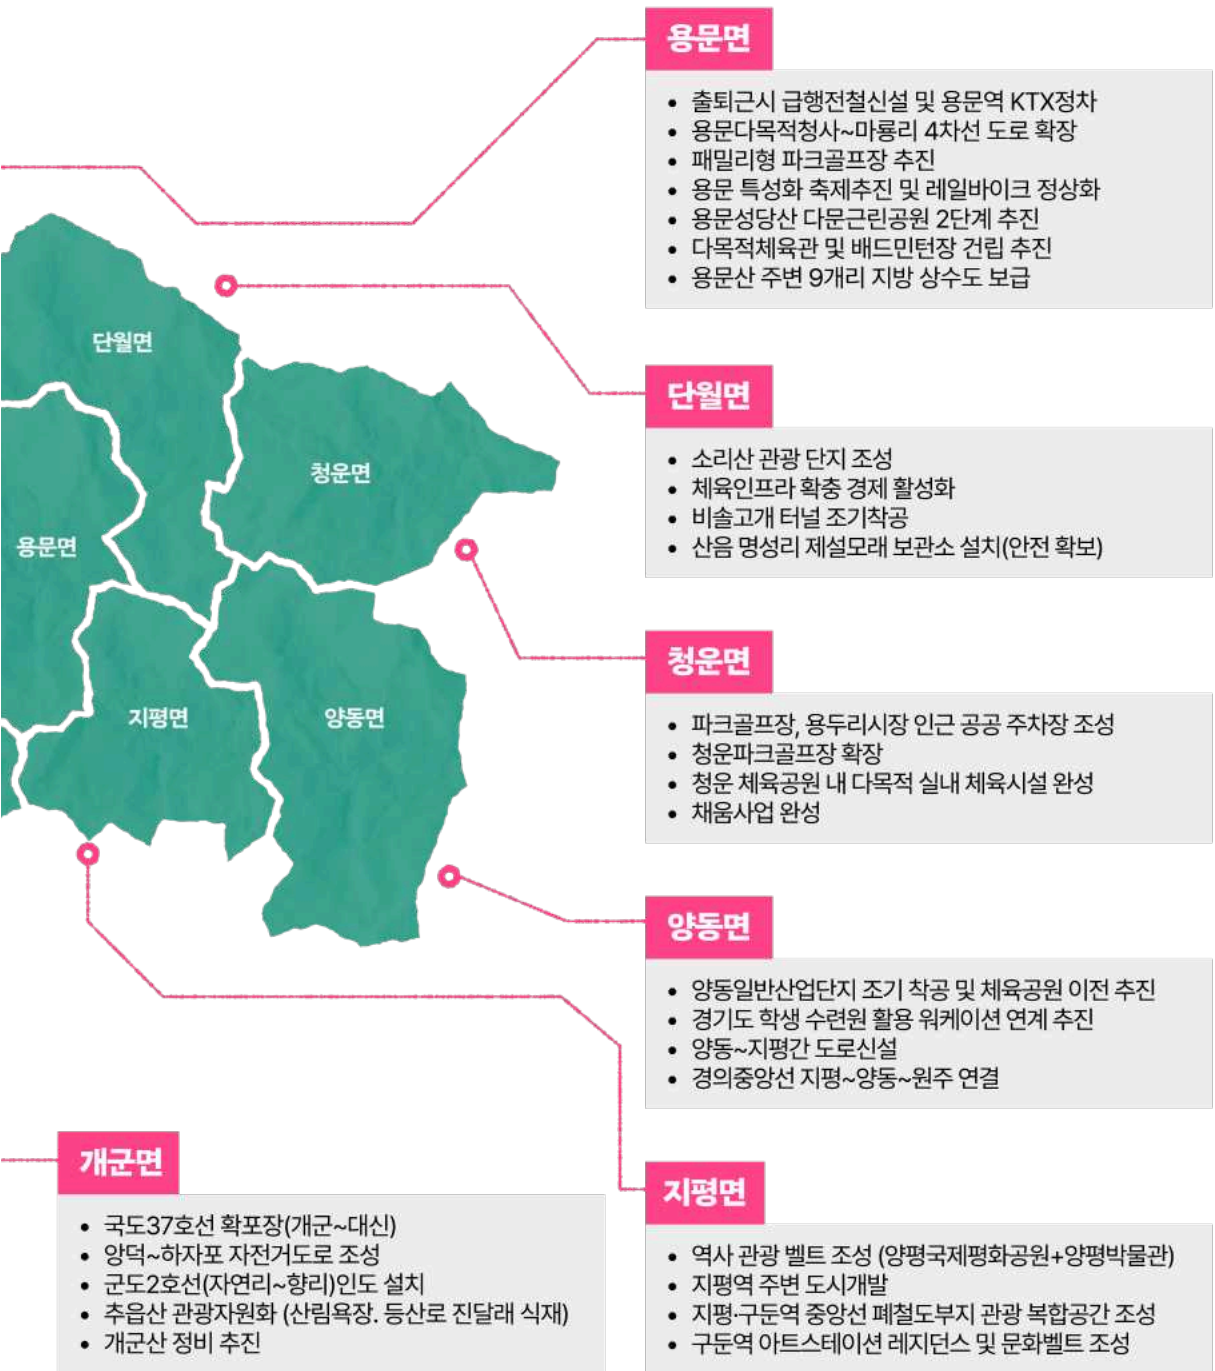 용문면
출퇴근시 급행전철신설 및 용문역 KTX정차
용문다목적청사~마룡리 4차선 도로 확장
패밀리형 파크골프장 추진
용문 특성화 축제추진 및 레일바이크 정상화
용문성당산 다문근린공원 2단계 추진
다목적체육관 및 배드민턴장 건립 추진
용문산 주변 9개리 지방 상수도 보급
단월면
청운면
용문면
지평면
양동면
단월면
소리산 관광 단지 조성
체육인프라 확충 경제 활성화
비솔고개 터널 조기착공
산음 명성리 제설모래 보관소 설치(안전 확보)
청운면
파크골프장, 용두리시장 인근 공공 주차장 조성
청운파크골프장 확장
청운 체육공원 내 다목적 실내 체육시설 완성
채움사업 완성
양동면
양동일반산업단지 조기 착공 및 체육공원 이전 추진
경기도 학생 수련원 활용 워케이션 연계 추진
양동~지평간 도로신설
경의중앙선 지평~양동~원주 연결
개군면
국도37호선 확포장(개군~대신)
앙덕~하자포 자전거도로 조성
군도2호선(자연리~향리)인도 설치
추읍산 관광자원화 (산림욕장. 등산로 진달래 식재)
개군산 정비 추진
지평면
역사 관광 벨트 조성 (양평국제평화공원+양평박물관)
지평역 주변 도시개발
지평·구둔역 중앙선 폐철도부지 관광 복합공간 조성
구둔역 아트스테이션 레지던스 및 문화벨트 조성